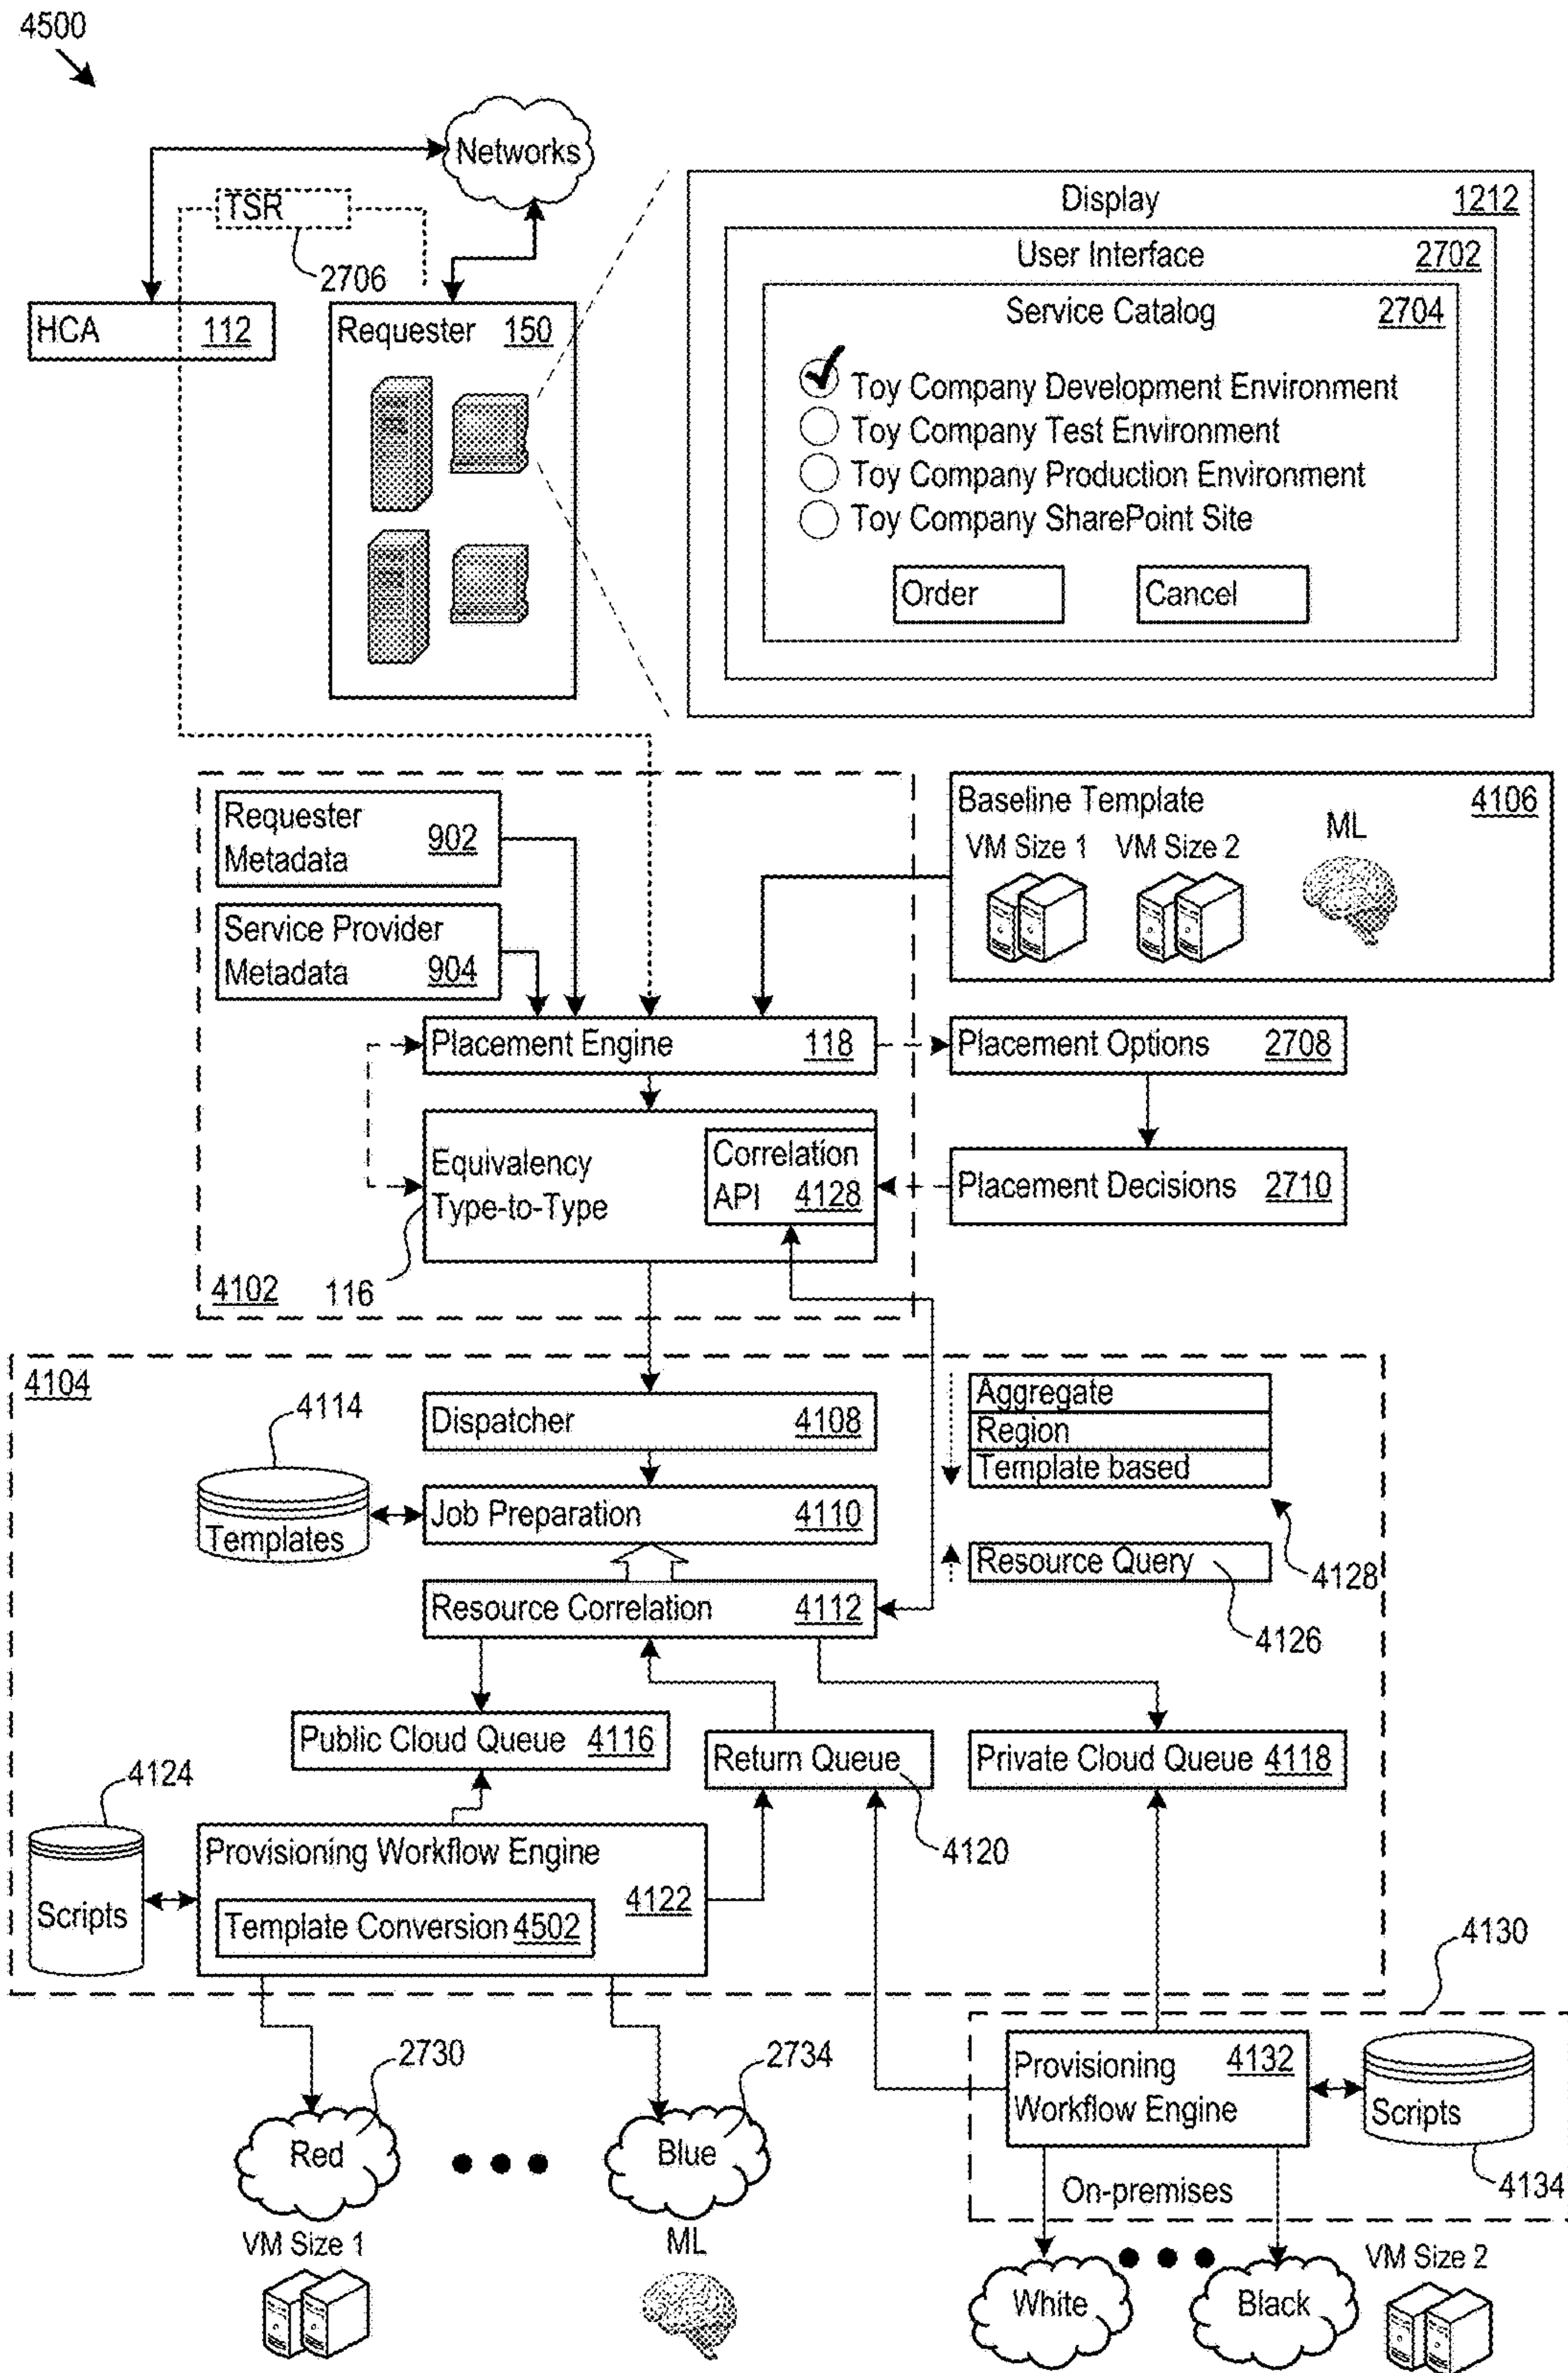 4500
Networks
TSR
2706
HCA 112
Requester 150
Display 1212
User Interface 2702
Service Catalog 2704
Toy Company Development Environment
Toy Company Test Environment
Toy Company Production Environment
Toy Company SharePoint Site
Order
Cancel
Requester
Metadata 902
Service Provider
Metadata 904
Baseline Template 4106
VM Size 1
VM Size 2
ML
Placement Engine 118
Placement Options 2708
Equivalency
Type-to-Type
Correlation
API 4128
Placement Decisions 2710
4102
116
4104
4114
Templates
Dispatcher 4108
Job Preparation 4110
Resource Correlation 4112
Aggregate
Region
Template based
Resource Query
4128
4126
Public Cloud Queue 4116
Return Queue
Private Cloud Queue 4118
4124
4120
Scripts
Provisioning Workflow Engine
4122
Template Conversion 4502
4130
2730
2734
Red
Blue
VM Size 1
ML
Provisioning 4132
Workflow Engine
Scripts
4134
On-premises
White
Black
VM Size 2